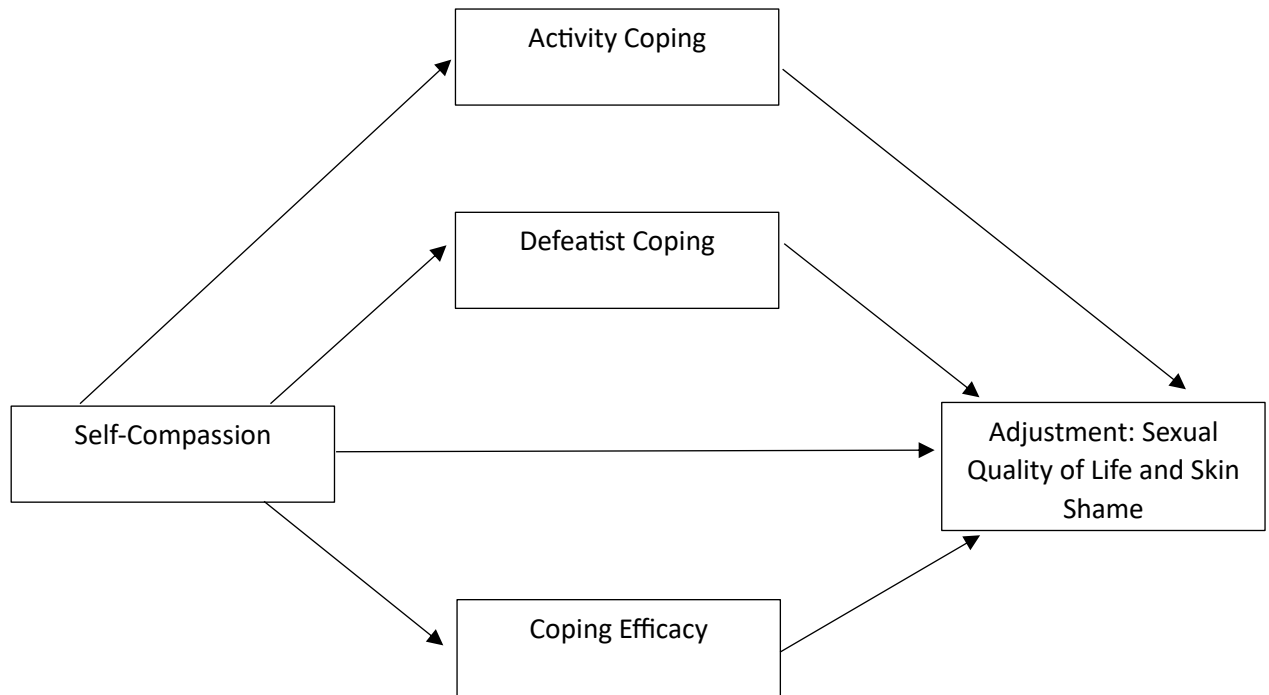 Activity Coping
Defeatist Coping
Self-Compassion
Adjustment: Sexual
Quality of Life and Skin
Shame
Coping Efficacy